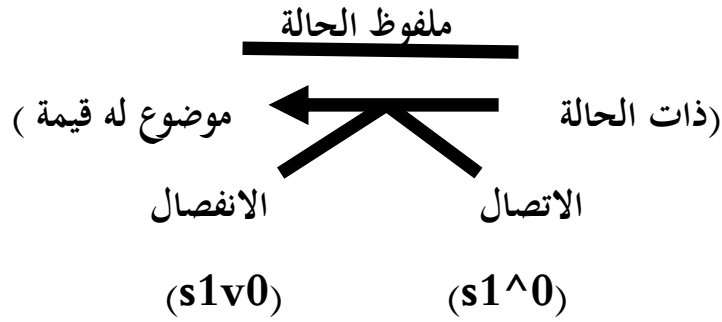 ملفوظ الحالة
(ذات الحالة موضوع له قيمة )
الاتصال الانفصال
(s1^0) (s1v0)